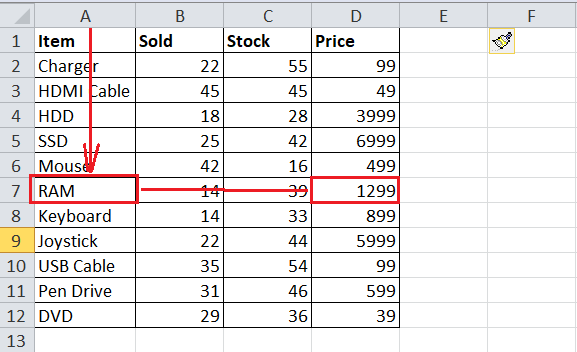 A B C D E F
1 Item Sold Stock Price
2 Charger 22 55 99
3 HDMI Cable 45 45 49
4 HDD 18 28 3999
5 SSD 25 42 6999
6 Mouse 42 16 499
7 RAM 14 39 1299
8 Keyboard 14 33 899
9 Joystick 22 44 5999
10 USB Cable 35 54 99
11 Pen Drive 31 46 599
12 DVD 29 36 39
13